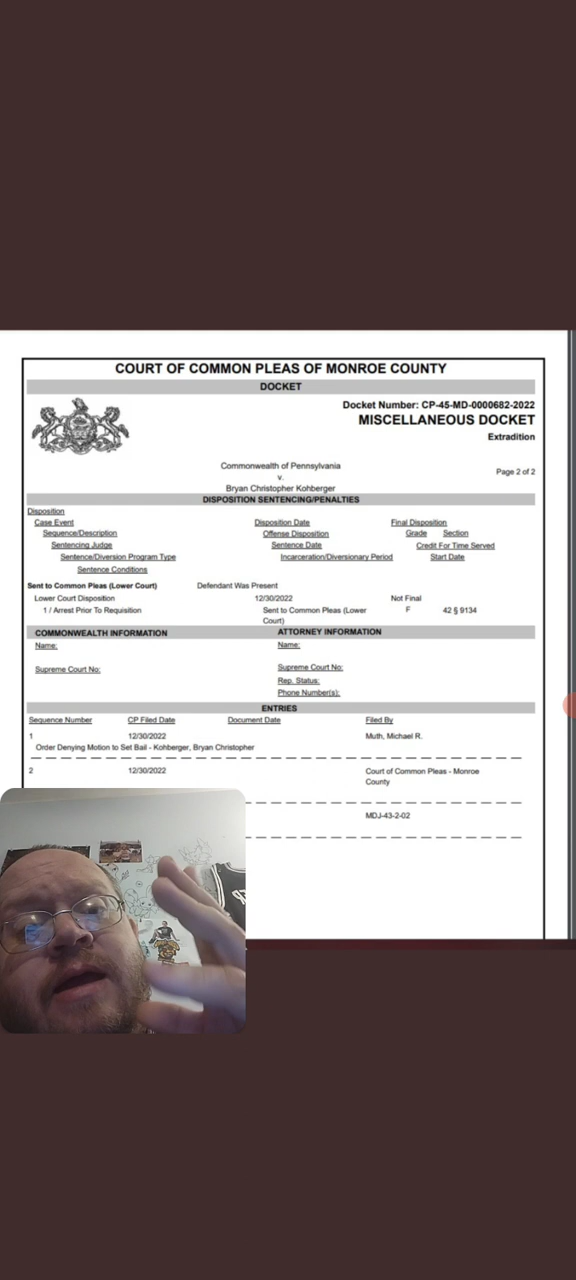 COURT OF COMMON PLEAS OF MONROE COUNTY
DOCKET
Docket Number: CP-45-MD-0000682-2022
MISCELLANEOUS DOCKET
Extradition
Commonwealth of Pennsylvania
v.
Bryan Christopher Kohberger
Page 2 of 2
DISPOSITION SENTENCING/PENALTIES
Disposition
Case Event Disposition Date Final Disposition
Sequence/Description Offense Disposition Grade Section
Sentencing Judge Sentence Date Credit For Time Served
Sentence/Diversion Program Type Incarceration/Diversionary Period Start Date
Sentence Conditions
Sent to Common Pleas (Lower Court) Defendant Was Present
Lower Court Disposition 12/30/2022 Not Final
1 / Arrest Prior To Requisition Sent to Common Pleas (Lower Court) F 42 § 9134
COMMONWEALTH INFORMATION ATTORNEY INFORMATION
Name: Name:
Supreme Court No: Supreme Court No:
Rep. Status:
Phone Number(s):
ENTRIES
Sequence Number CP Filed Date Document Date Filed By
1 12/30/2022 Muth, Michael R.
Order Denying Motion to Set Bail - Kohberger, Bryan Christopher
2 12/30/2022 Court of Common Pleas - Monroe County
MDJ-43-2-02